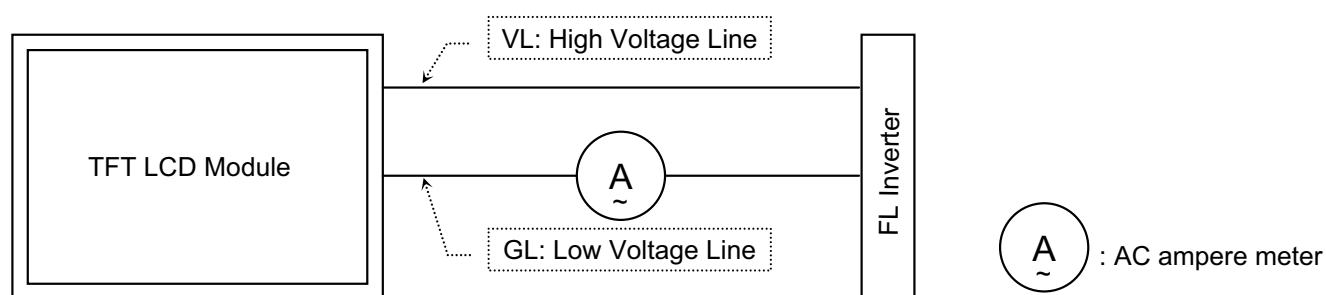 VL: High Voltage Line
TFT LCD Module
A
~
FL Inverter
GL: Low Voltage Line
A
~
: AC ampere meter